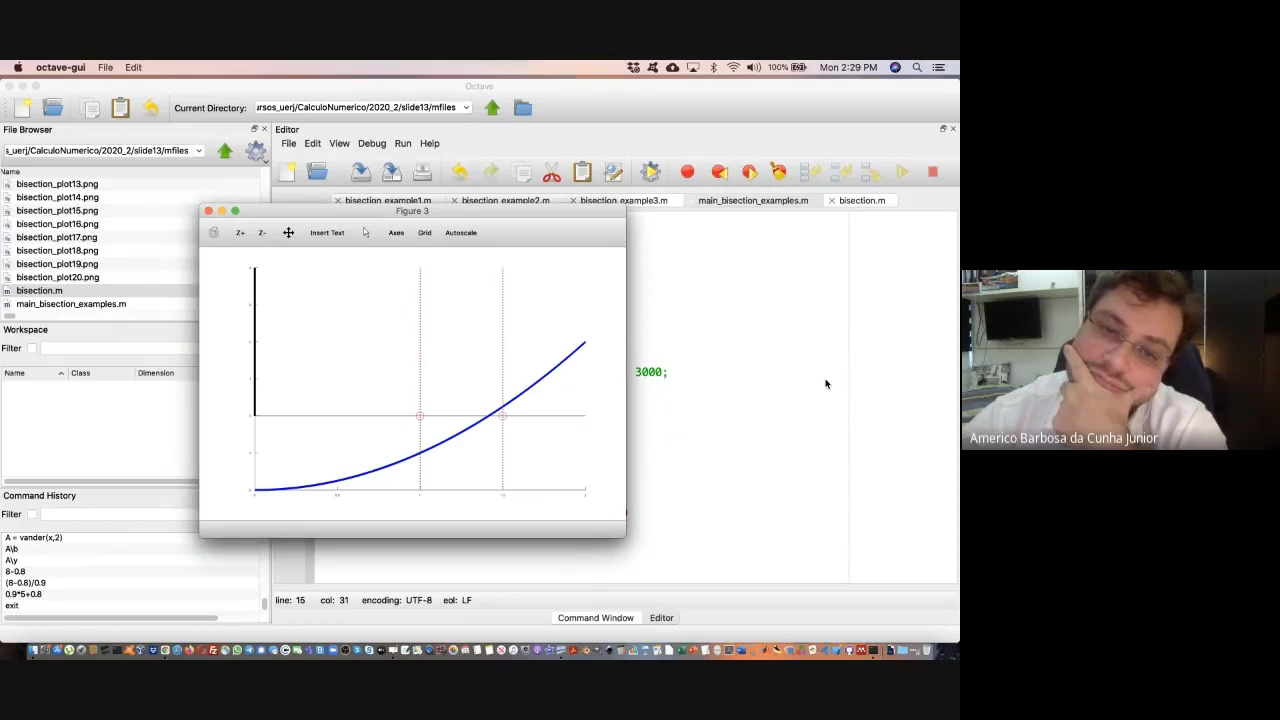 octave-gui File Edit 100% Mon 2:29 PM
Octave
Current Directory: ırsos_uerj/CalculoNumerico/2020_2/slide13/mfiles
File Browser
s_uerj/CalculoNumerico/2020_2/slide13/mfiles
Name
bisection_plot13.png
bisection_plot14.png
bisection_plot15.png
bisection_plot16.png
bisection_plot17.png
bisection_plot18.png
bisection_plot19.png
bisection_plot20.png
bisection.m
main_bisection_examples.m
Workspace
Filter
Name Class Dimension
Command History
Filter
A = vander(x,2)
A\b
A\y
8-0.8
(8-0.8)/0.9
0.9*5+0.8
exit
Editor
File Edit View Debug Run Help
bisection_example1.m bisection_example2.m bisection_example3.m main_bisection_examples.m bisection.m
Figure 3
Z+ Z- Insert Text Axes Grid Autoscale
3000;
line: 15 col: 31 encoding: UTF-8 eol: LF
Command Window Editor
Americo Barbosa da Cunha Junior